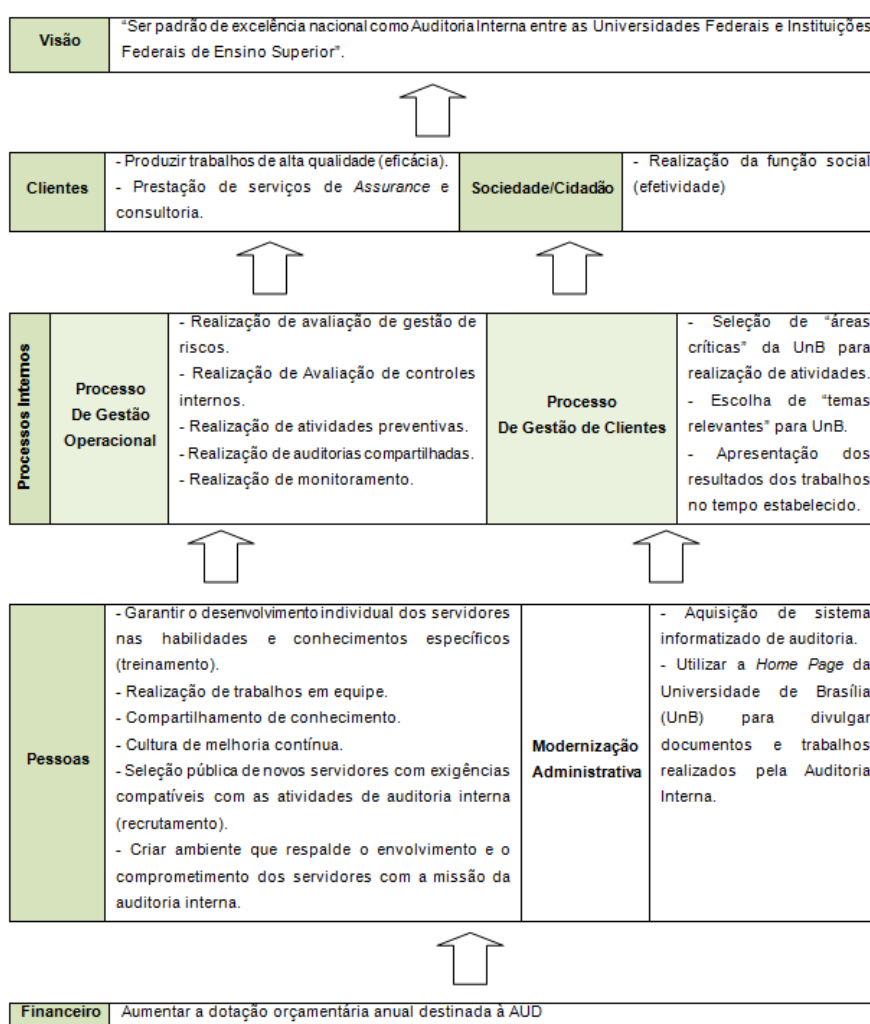 Visão
"Ser padrão de excelência nacional como Auditoria Interna entre as Universidades Federais e Instituições
Federais de Ensino Superior".
Clientes
- Produzir trabalhos de alta qualidade (eficácia).
- Prestação de serviços de Assurance e
consultoria.
Sociedade/Cidadão
- Realização da função social
(efetividade)
Processos Internos
Processo
De Gestão
Operacional
- Realização de avaliação de gestão de
riscos.
- Realização de Avaliação de controles
internos.
- Realização de atividades preventivas.
- Realização de auditorias compartilhadas.
- Realização de monitoramento.
Processo
De Gestão de Clientes
- Seleção de "áreas
críticas" da UnB para
realização de atividades.
- Escolha de "temas
relevantes" para UnB.
- Apresentação dos
resultados dos trabalhos
no tempo estabelecido.
Pessoas
- Garantir o desenvolvimento individual dos servidores
nas habilidades e conhecimentos específicos
(treinamento).
- Realização de trabalhos em equipe.
- Compartilhamento de conhecimento.
- Cultura de melhoria contínua.
- Seleção pública de novos servidores com exigências
compatíveis com as atividades de auditoria interna
(recrutamento).
- Criar ambiente que respalde o envolvimento e o
comprometimento dos servidores com a missão da
auditoria interna.
Modernização
Administrativa
- Aquisição de sistema
informatizado de auditoria.
- Utilizar a Home Page da
Universidade de Brasília
(UnB) para divulgar
documentos e trabalhos
realizados pela Auditoria
Interna.
Financeiro
Aumentar a dotação orçamentária anual destinada à AUD